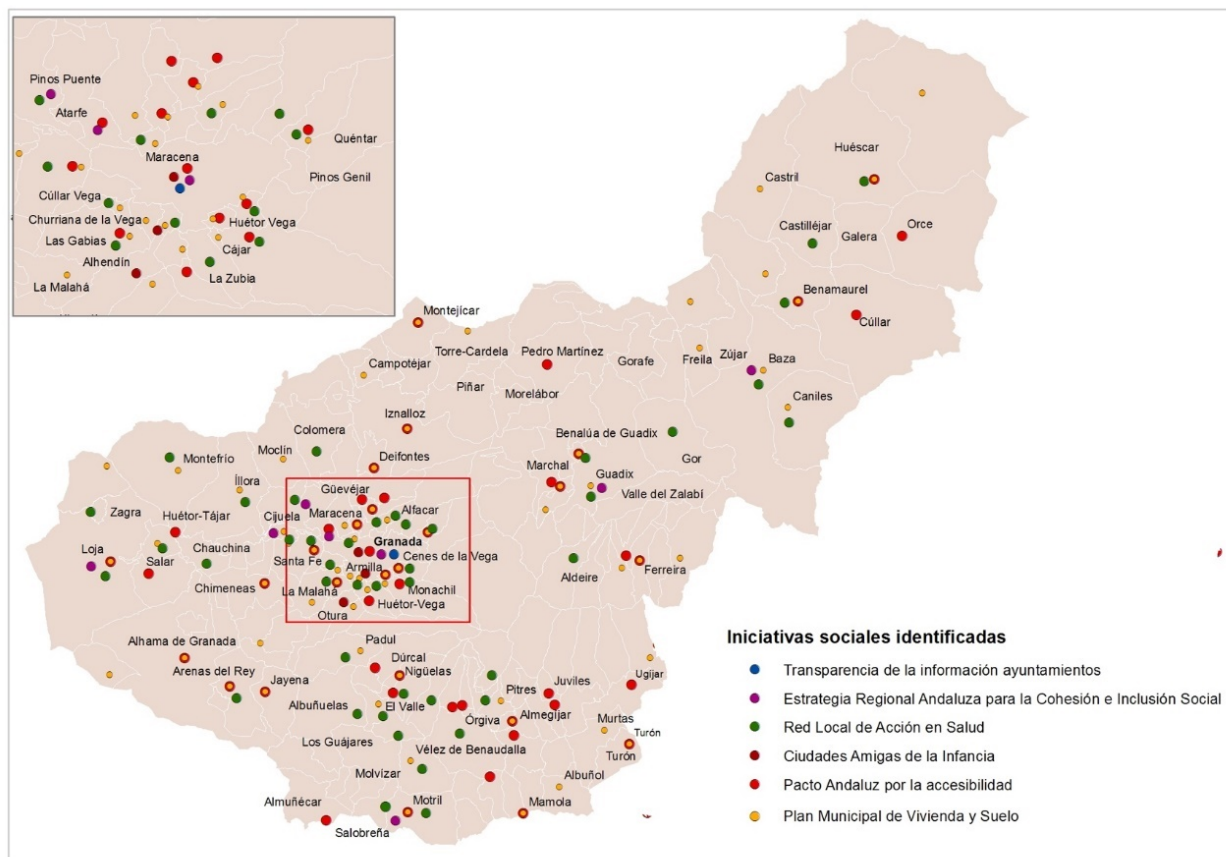 Pinos Puente
Atarfe
Quéntar
Maracena
Pinos Genil
Cúllar Vega
Churriana de la Vega
Huétor Vega
Las Gabias
Cájar
Alhendín
La Zubia
La Malahá
Huéscar
Castril
Castilléjar
Galera
Orce
Benamaurel
Cúllar
Montejícar
Torre-Cardela
Pedro Martínez
Gorafe
Freila
Zújar
Baza
Campotéjar
Piñar
Morelábor
Caniles
Iznalloz
Colomera
Benalúa de Guadix
Montefrío
Moclín
Deifontes
Marchal
Gor
Íllora
Güevéjar
Guadix
Valle del Zalabí
Zagra
Huétor-Tájar
Cijuela
Maracena
Alfacar
Granada
Loja
Salar
Chauchina
Santa Fe
Cenes de la Vega
Armilla
Aldeire
Ferreira
Chimeneas
La Malahá
Monachil
Otura
Huétor-Vega
Alhama de Granada
Padul
Dúrcal
Iniciativas sociales identificadas
Arenas del Rey
Jayena
Nigüelas
Juviles
Ugíjar
Transparencia de la información ayuntamientos
Albuñuelas
El Valle
Pitres
Estrategia Regional Andaluza para la Cohesión e Inclusión Social
Órgiva
Almegíjar
Murtas
Red Local de Acción en Salud
Los Guájares
Vélez de Benaudalla
Turón
Turón
Ciudades Amigas de la Infancia
Molvízar
Albuñol
Pacto Andaluz por la accesibilidad
Almuñécar
Motril
Mamola
Plan Municipal de Vivienda y Suelo
Salobreña